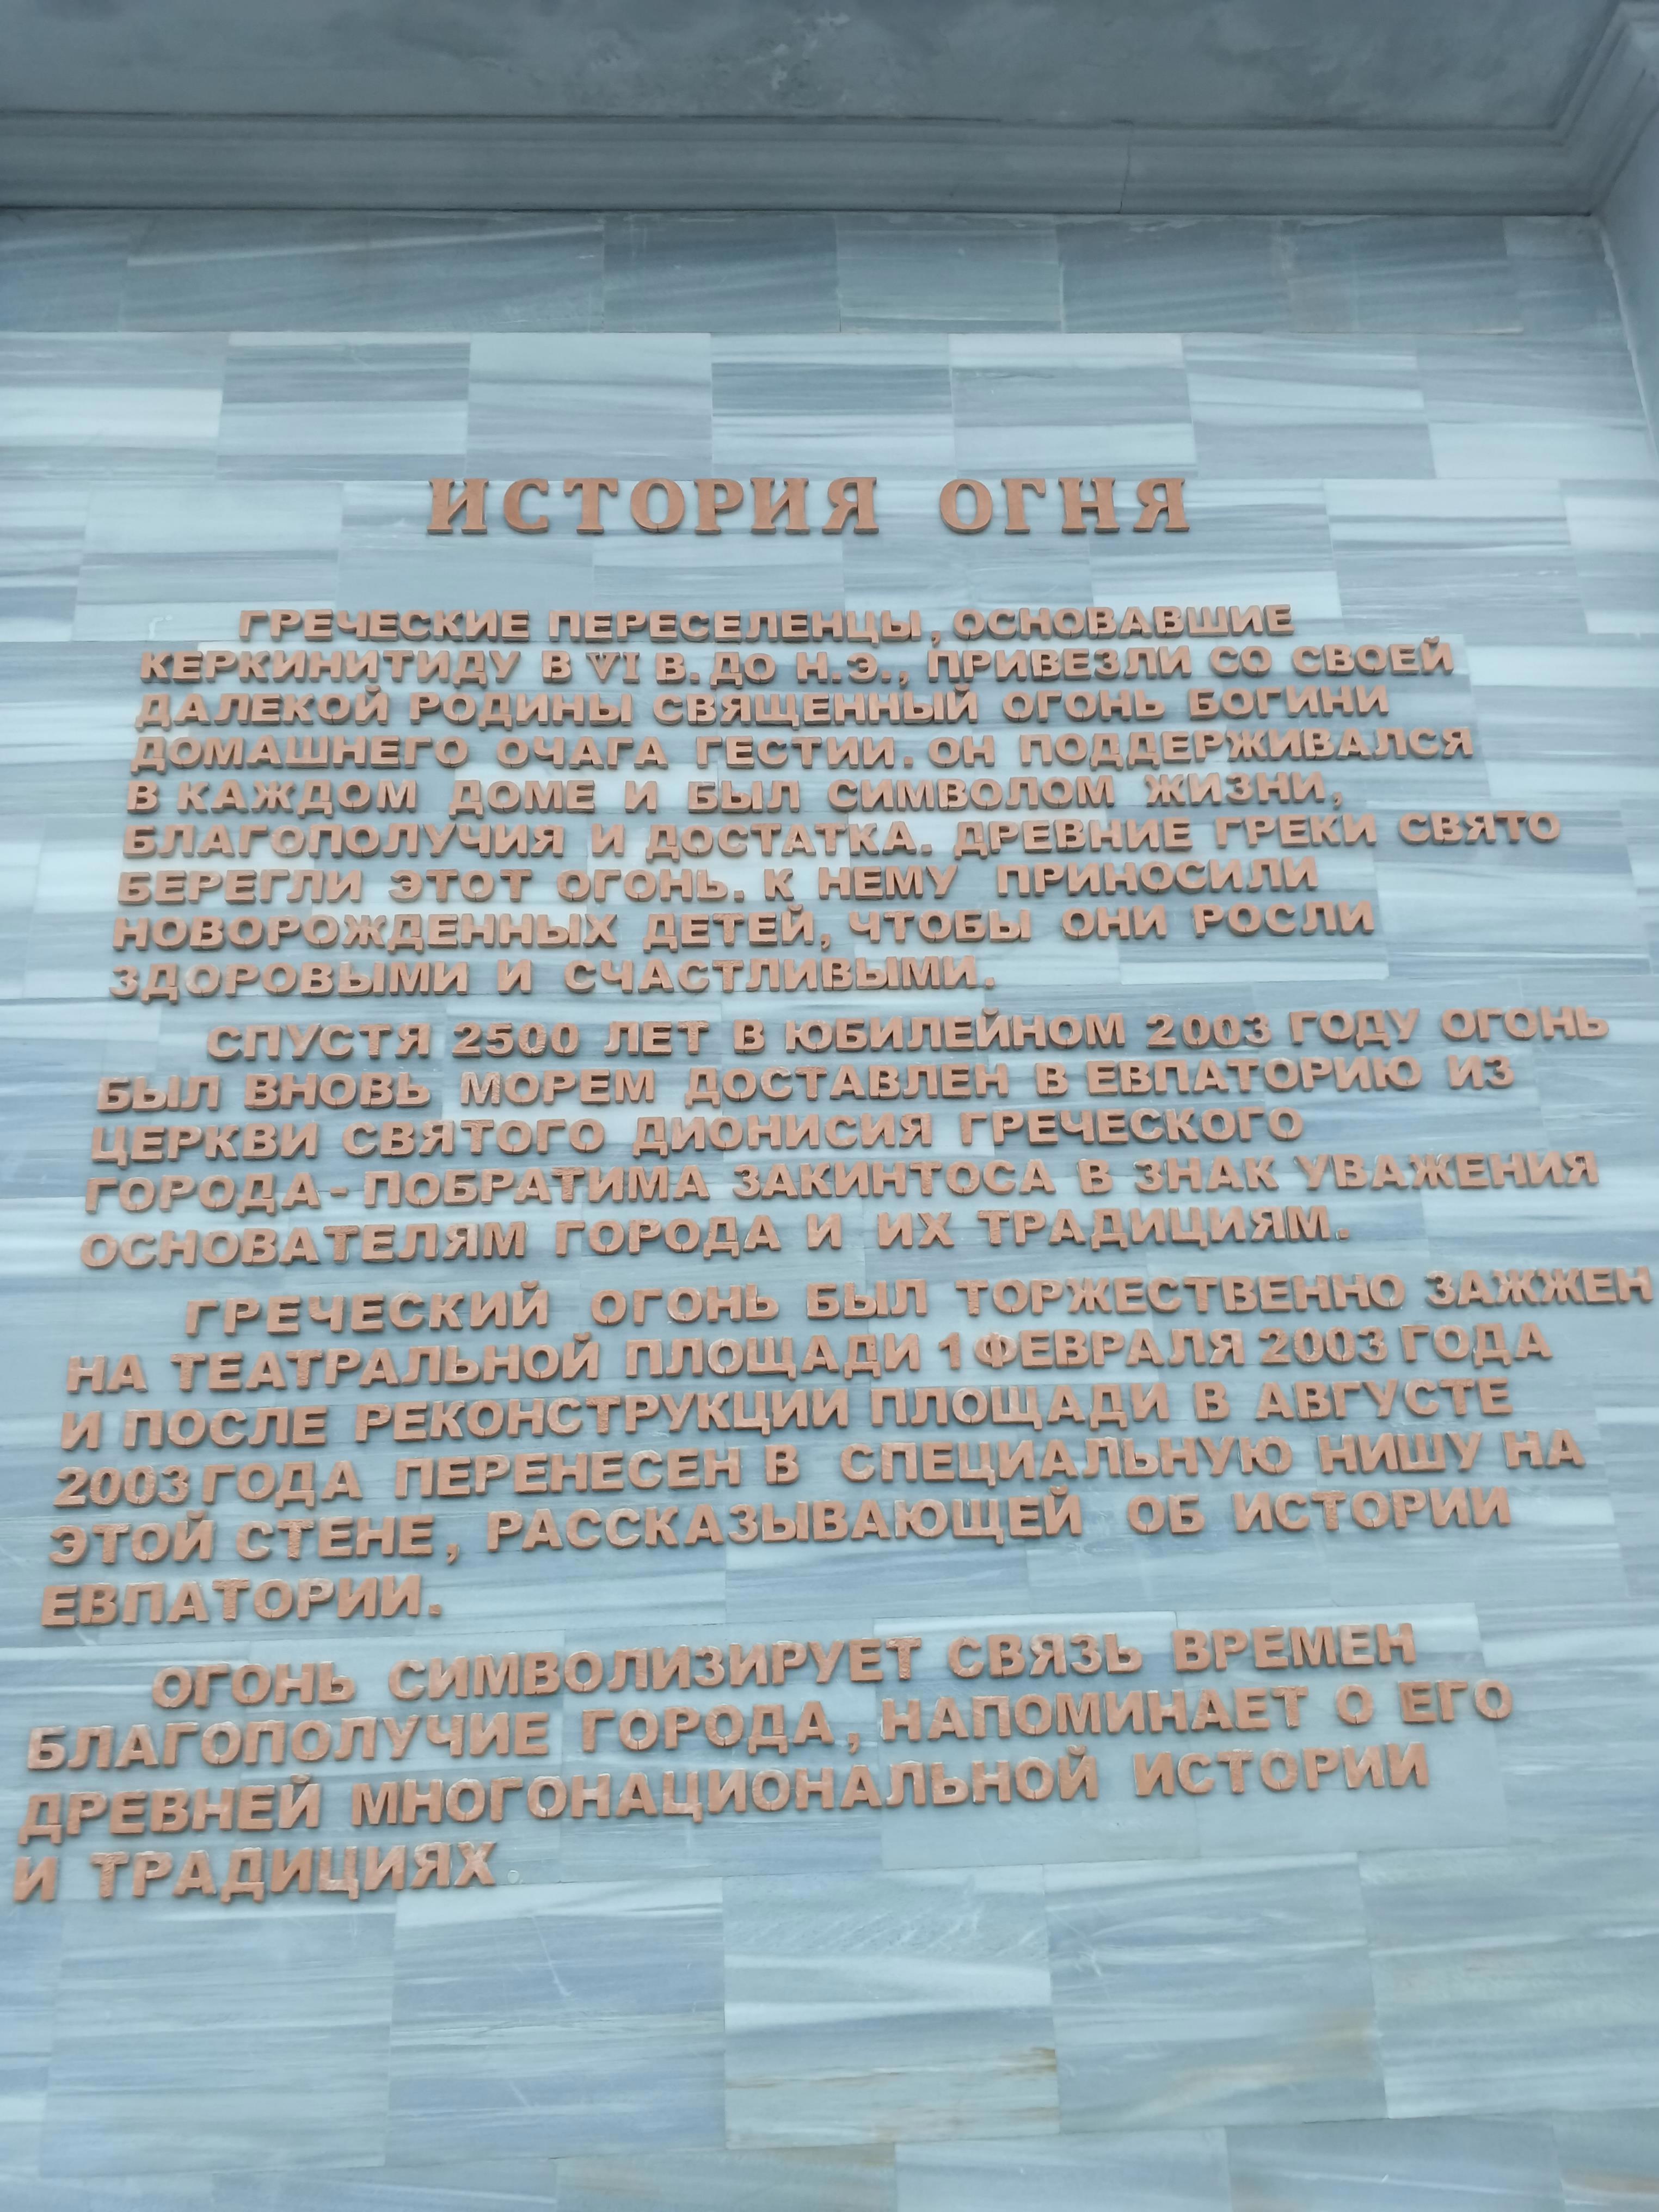 ИСТОРИЯ ОГНЯ
ГРЕЧЕСКИЕ ПЕРЕСЕЛЕНЦЫ, ОСНОВАВШИЕ
КЕРКИНИТИДУ В VI В. ДО Н.Э., ПРИВЕЗЛИ СО СВОЕЙ
ДАЛЕКОЙ РОДИНЫ СВЯЩЕННЫЙ ОГОНЬ БОГИНИ
ДОМАШНЕГО ОЧАГА ГЕСТИИ. ОН ПОДДЕРЖИВАЛСЯ
В КАЖДОМ ДОМЕ И БЫЛ СИМВОЛОМ ЖИЗНИ,
БЛАГОПОЛУЧИЯ И ДОСТАТКА. ДРЕВНИЕ ГРЕКИ СВЯТО
БЕРЕГЛИ ЭТОТ ОГОНЬ. К НЕМУ ПРИНОСИЛИ
НОВОРОЖДЕННЫХ ДЕТЕЙ, ЧТОБЫ ОНИ РОСЛИ
ЗДОРОВЫМИ И СЧАСТЛИВЫМИ.
СПУСТЯ 2500 ЛЕТ В ЮБИЛЕЙНОМ 2003 ГОДУ ОГОНЬ
БЫЛ ВНОВЬ МОРЕМ ДОСТАВЛЕН В ЕВПАТОРИЮ ИЗ
ЦЕРКВИ СВЯТОГО ДИОНИСИЯ ГРЕЧЕСКОГО
ГОРОДА-ПОБРАТИМА ЗАКИНТОСА В ЗНАК УВАЖЕНИЯ
ОСНОВАТЕЛЯМ ГОРОДА И ИХ ТРАДИЦИЯМ.
ГРЕЧЕСКИЙ ОГОНЬ БЫЛ ТОРЖЕСТВЕННО ЗАЖЖЕН
НА ТЕАТРАЛЬНОЙ ПЛОЩАДИ 1 ФЕВРАЛЯ 2003 ГОДА
И ПОСЛЕ РЕКОНСТРУКЦИИ ПЛОЩАДИ В АВГУСТЕ
2003 ГОДА ПЕРЕНЕСЕН В СПЕЦИАЛЬНУЮ НИШУ НА
ЭТОЙ СТЕНЕ, РАССКАЗЫВАЮЩЕЙ ОБ ИСТОРИИ
ЕВПАТОРИИ.
ОГОНЬ СИМВОЛИЗИРУЕТ СВЯЗЬ ВРЕМЕН
БЛАГОПОЛУЧИЕ ГОРОДА, НАПОМИНАЕТ О ЕГО
ДРЕВНЕЙ МНОГОНАЦИОНАЛЬНОЙ ИСТОРИИ
И ТРАДИЦИЯХ